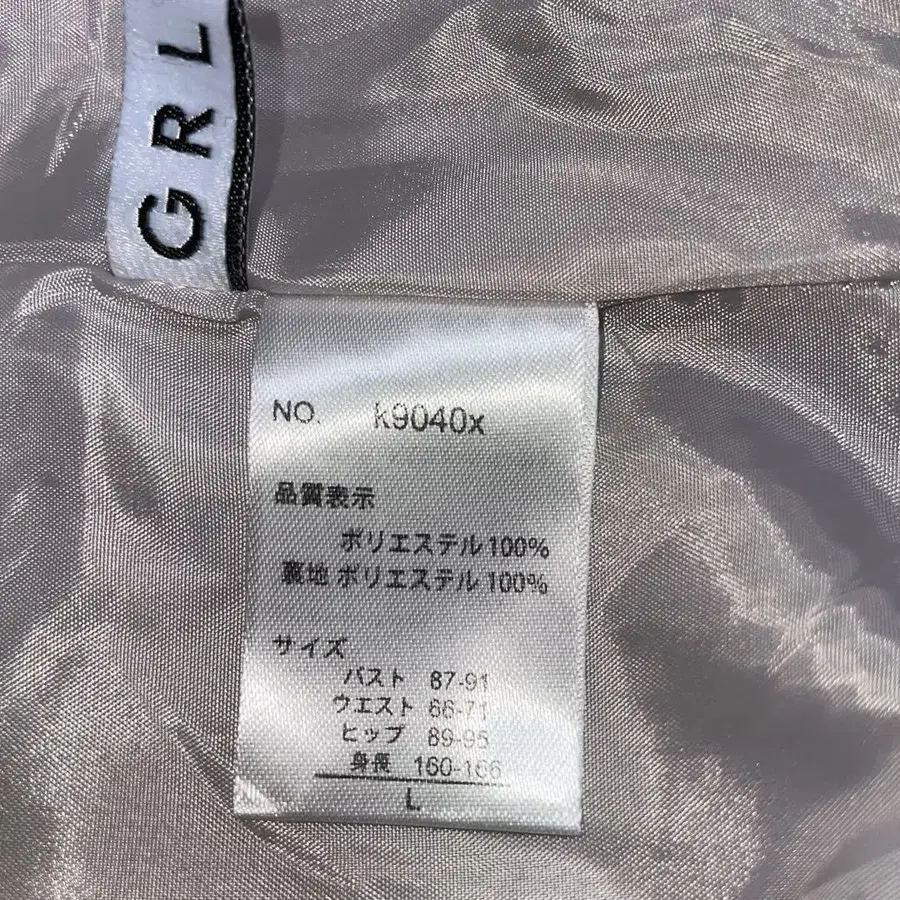 GRL
NO. k9040x
品質表示
ポリエステル100%
裏地 ポリエステル100%
サイズ
バスト 87-91
ウエスト 66-71
ヒップ 89-95
身長 160-166
L